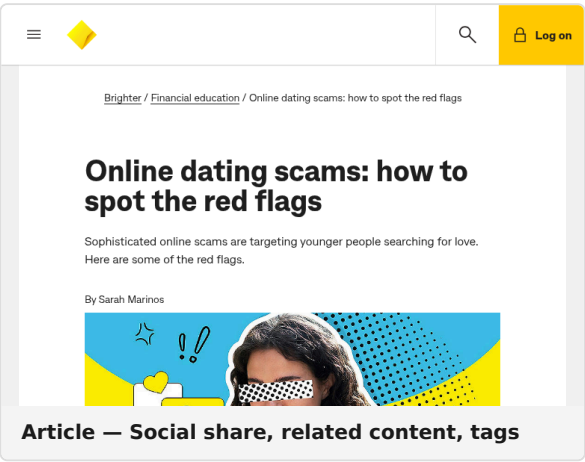 Log on
Brighter / Financial education / Online dating scams: how to spot the red flags
Online dating scams: how to
spot the red flags
Sophisticated online scams are targeting younger people searching for love.
Here are some of the red flags.
By Sarah Marinos
!!
Article — Social share, related content, tags